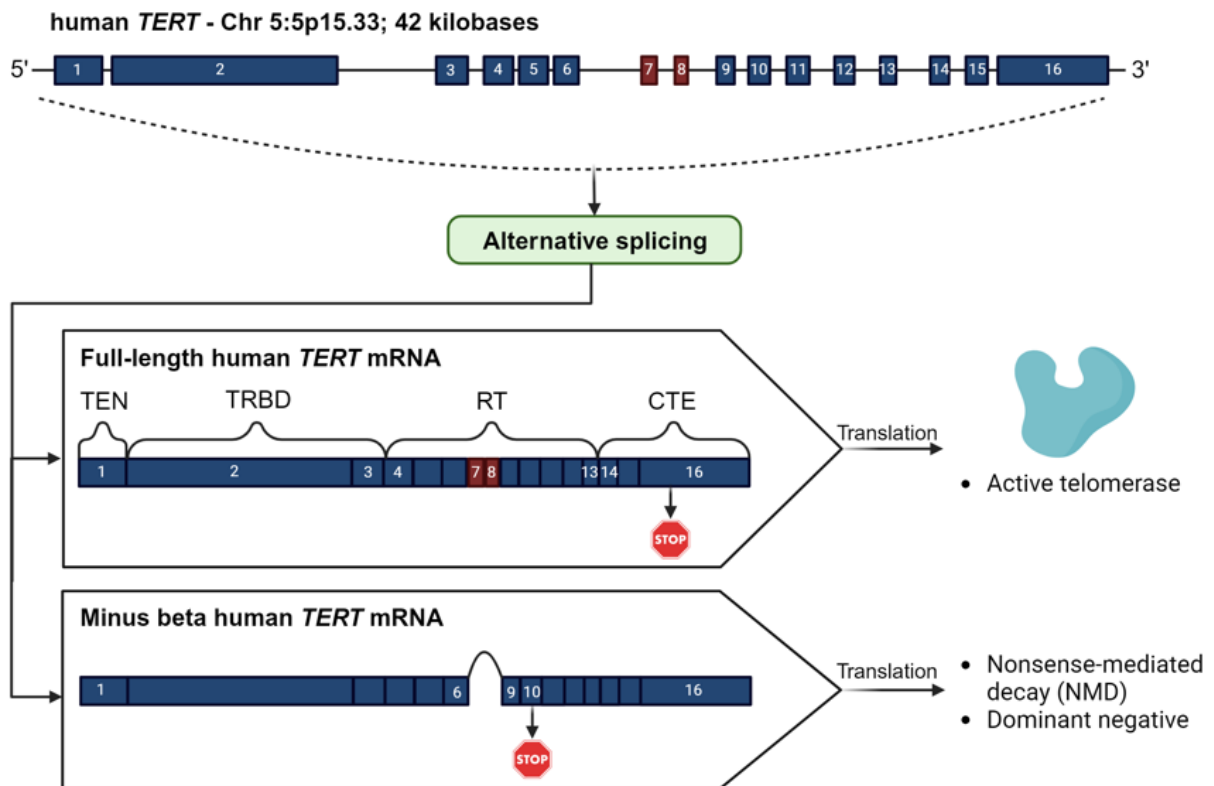 human TERT - Chr 5:5p15.33; 42 kilobases
5' 1 2 3 4 5 6 7 8 9 10 11 12 13 14 15 16 3'
Alternative splicing
Full-length human TERT mRNA
TEN TRBD RT CTE
1 2 3 4 7 8 13 14 16
STOP
Translation
• Active telomerase
Minus beta human TERT mRNA
1 6 9 10 16
STOP
Translation
• Nonsense-mediated
decay (NMD)
• Dominant negative